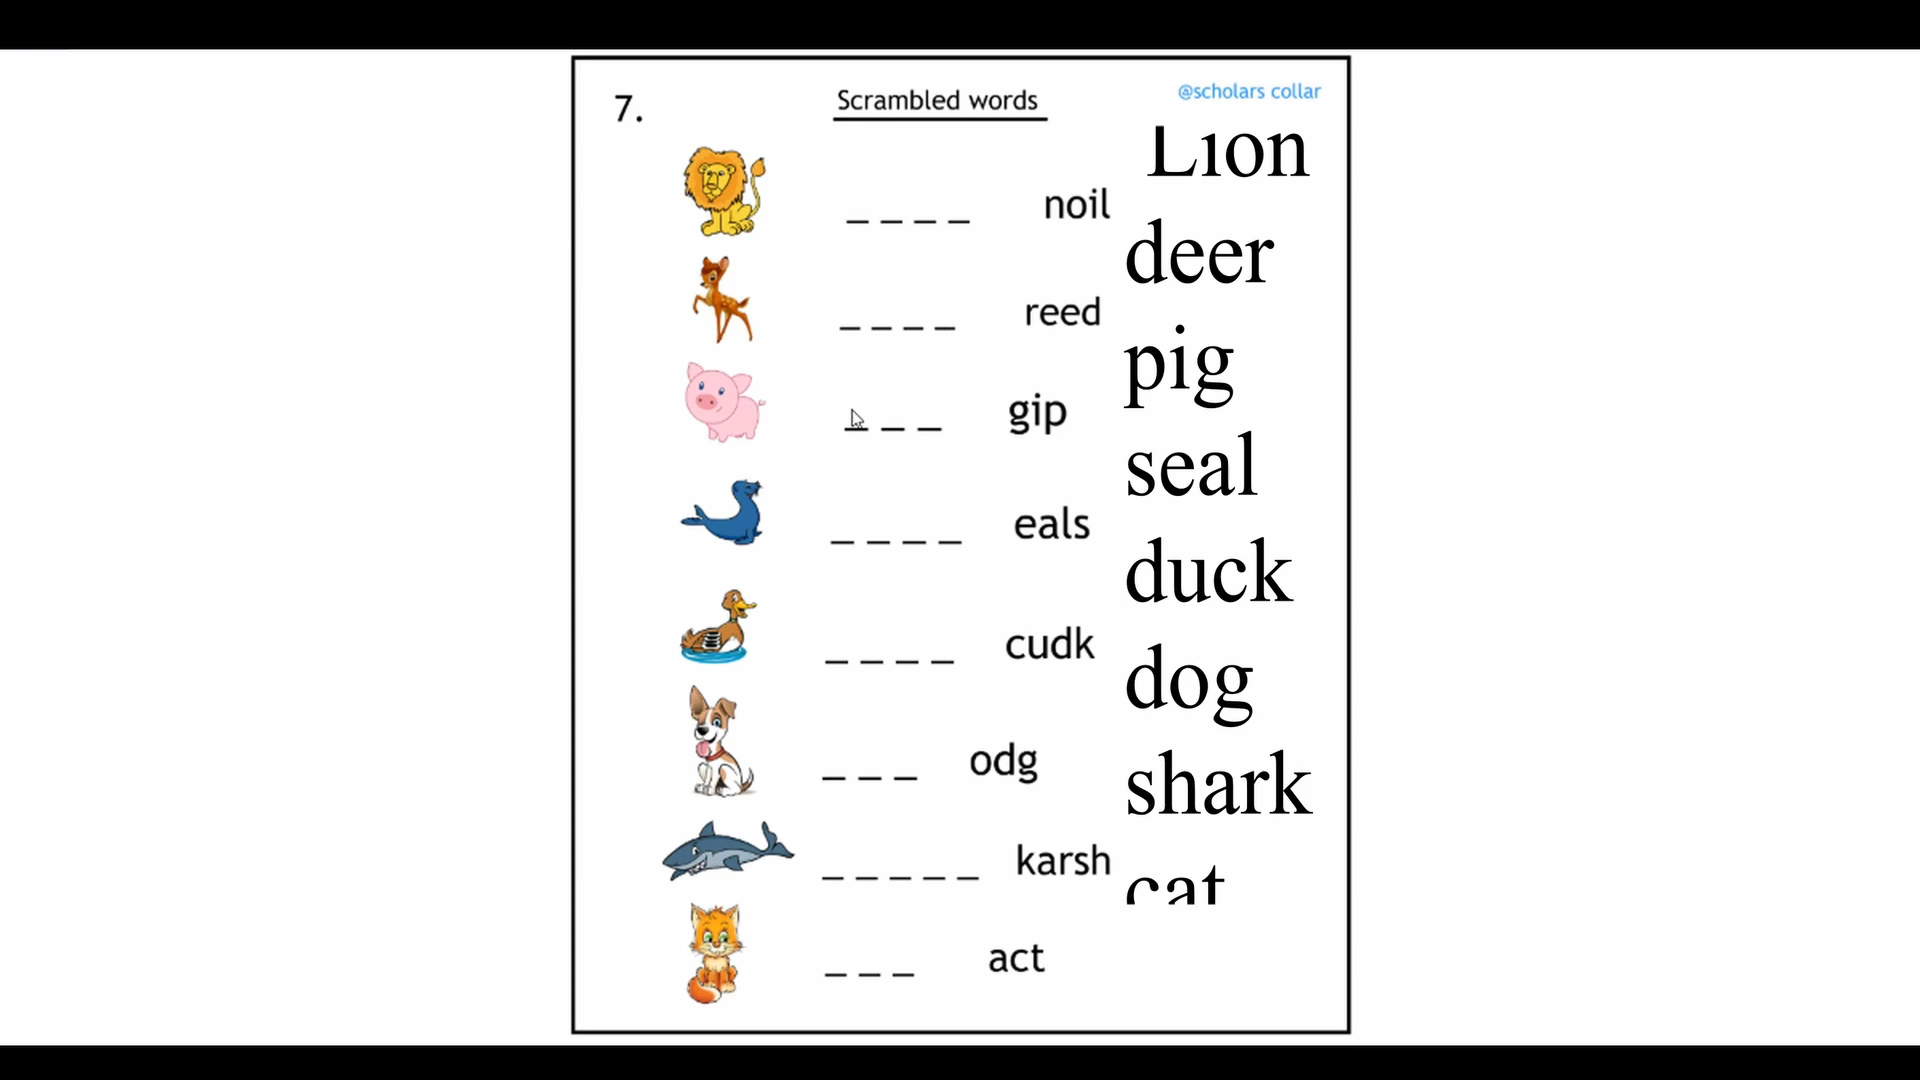 7.
Scrambled words
@scholars collar
Lion
noil
deer
reed
pig
gip
seal
eals
duck
cudk
dog
odg
shark
karsh
cat
act